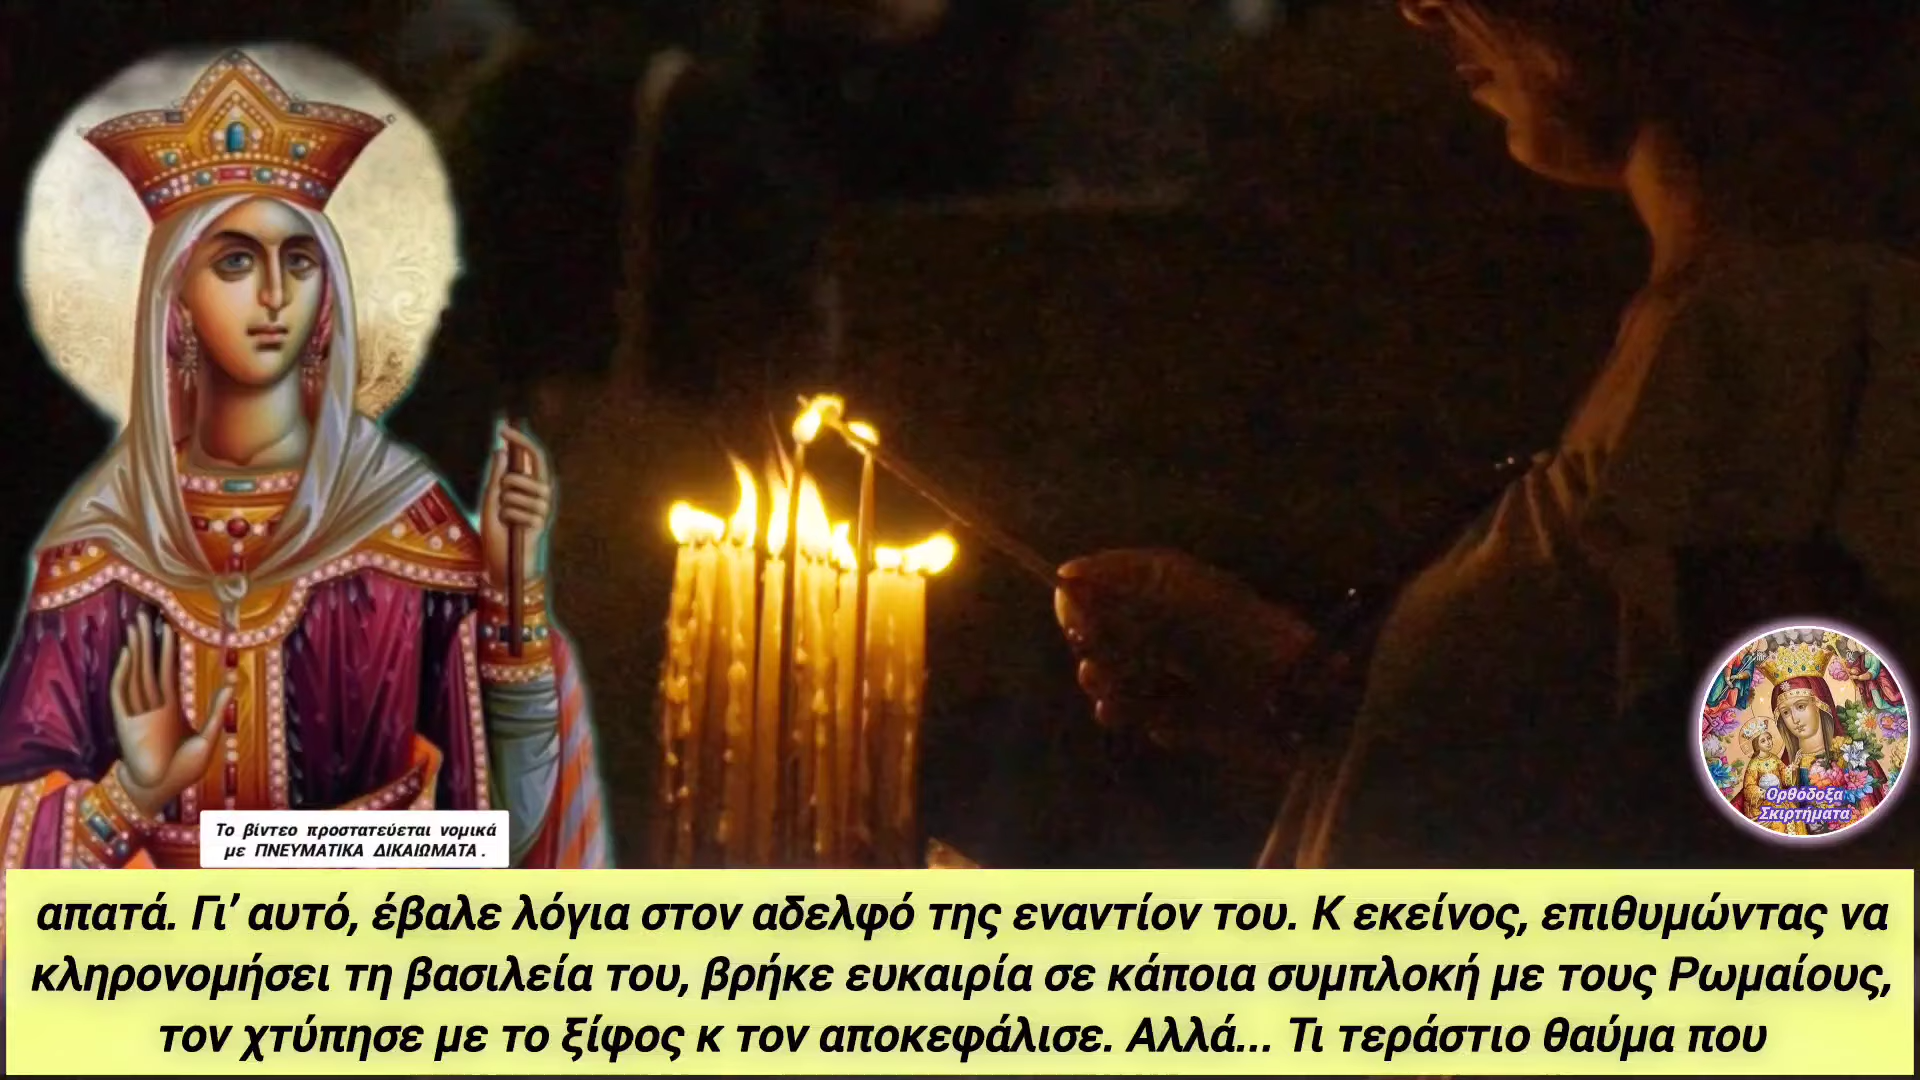 Το βίντεο προστατεύεται νομικά
με ΠΝΕΥΜΑΤΙΚΑ ΔΙΚΑΙΩΜΑΤΑ.
Ορθόδοξα
Σκιρτήματα
απατά. Γι’ αυτό, έβαλε λόγια στον αδελφό της εναντίον του. Κ εκείνος, επιθυμώντας να
κληρονομήσει τη βασιλεία του, βρήκε ευκαιρία σε κάποια συμπλοκή με τους Ρωμαίους,
τον χτύπησε με το ξίφος κ τον αποκεφάλισε. Αλλά... Τι τεράστιο θαύμα που